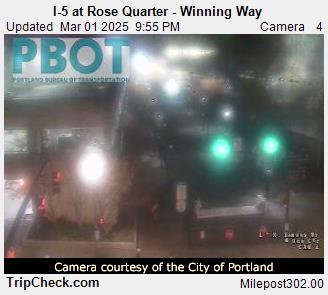 I-5 at Rose Quarter - Winning Way
Updated Mar 01 2025 9:55 PM Camera 4
PBOT
PORTLAND BUREAU OF TRANSPORTATION
Camera courtesy of the City of Portland
TripCheck.com Milepost302.00